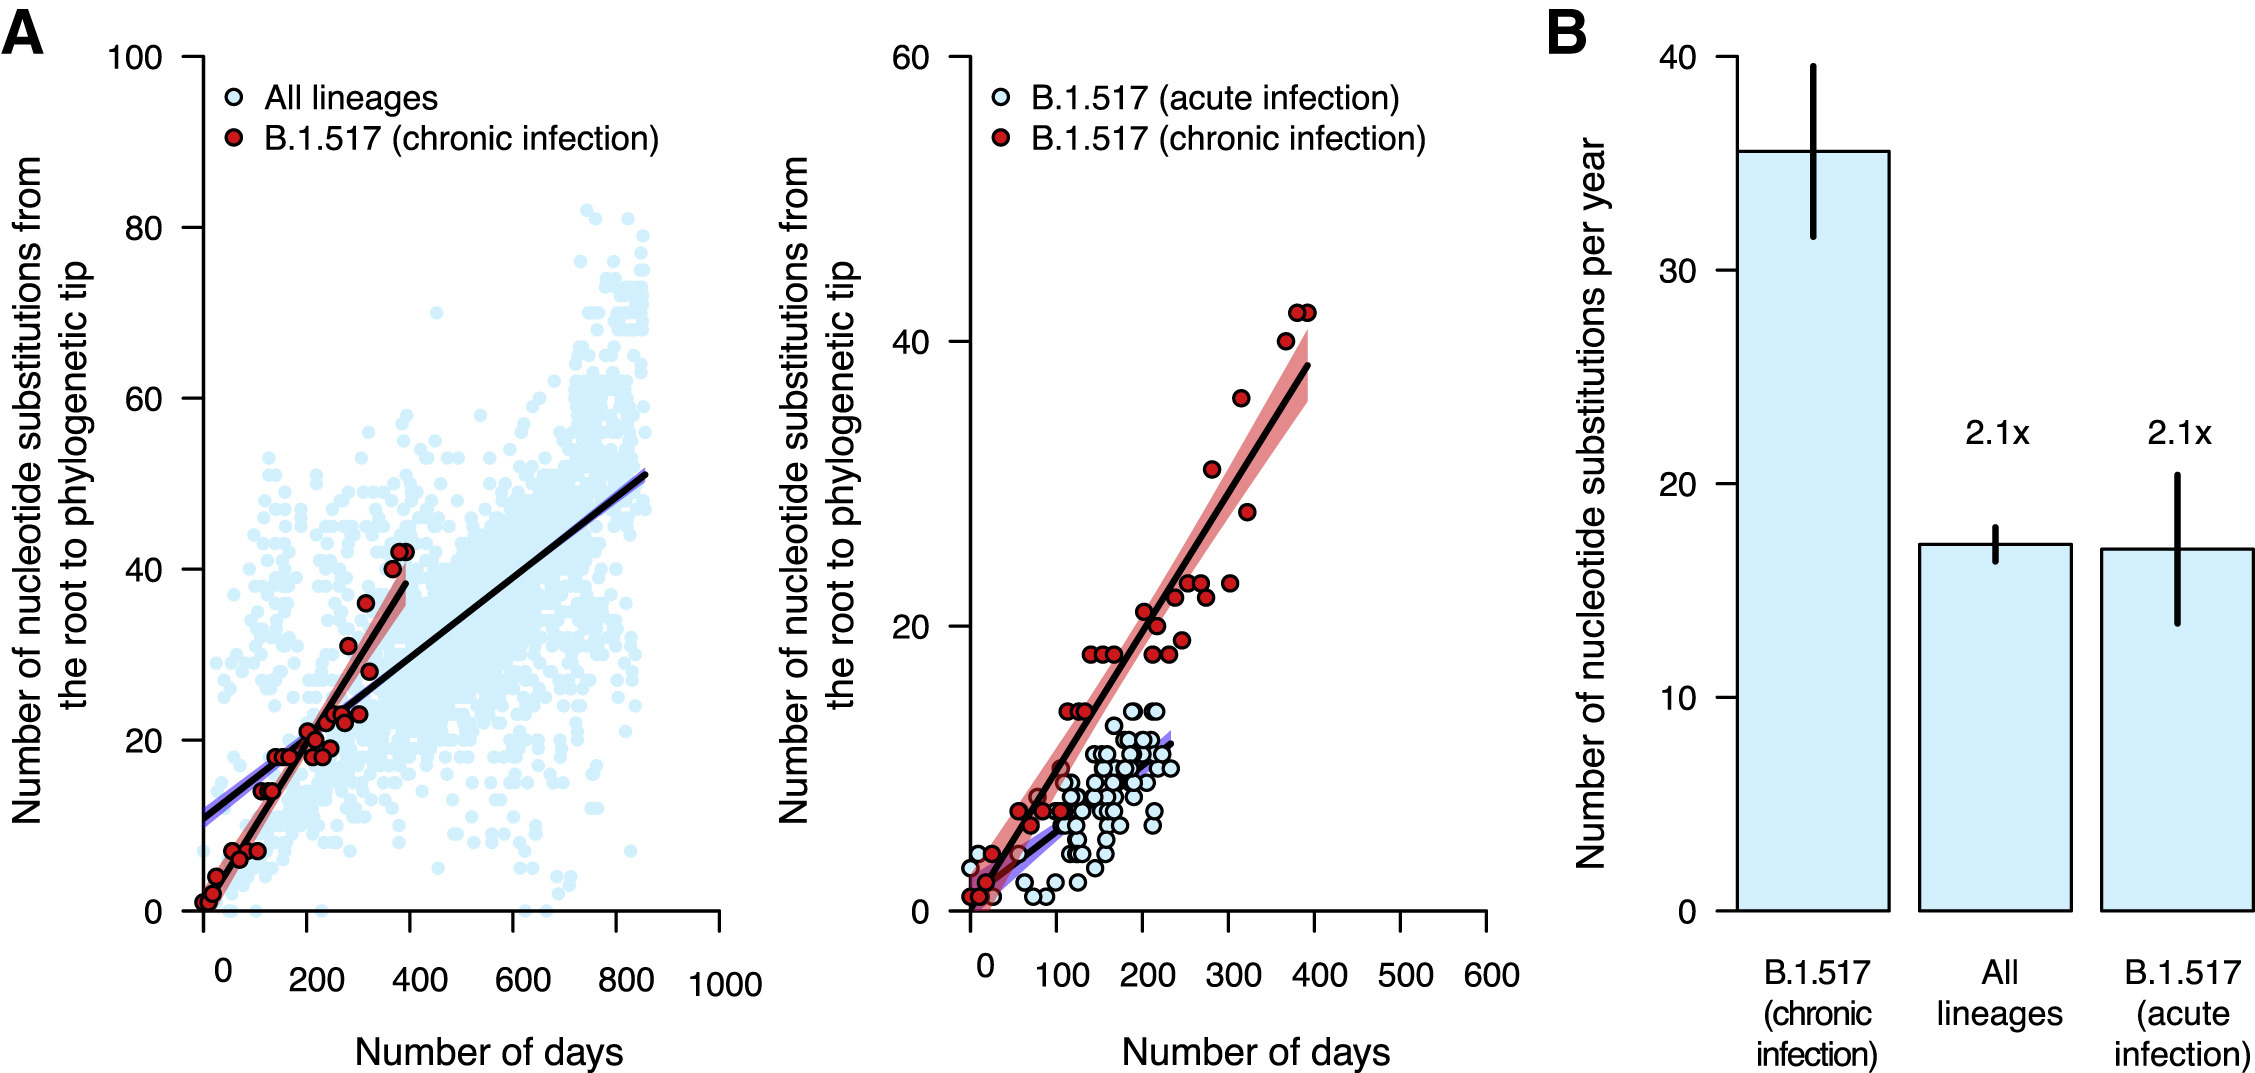 A
Number of nucleotide substitutions from
the root to phylogenetic tip
100
80
60
40
20
0
All lineages
B.1.517 (chronic infection)
0
200
400
600
800
1000
Number of days
Number of nucleotide substitutions from
the root to phylogenetic tip
60
40
20
0
B.1.517 (acute infection)
B.1.517 (chronic infection)
0
100
200
300
400
500
600
Number of days
B
Number of nucleotide substitutions per year
40
30
20
10
0
2.1x
2.1x
B.1.517
(chronic
infection)
All
lineages
B.1.517
(acute
infection)